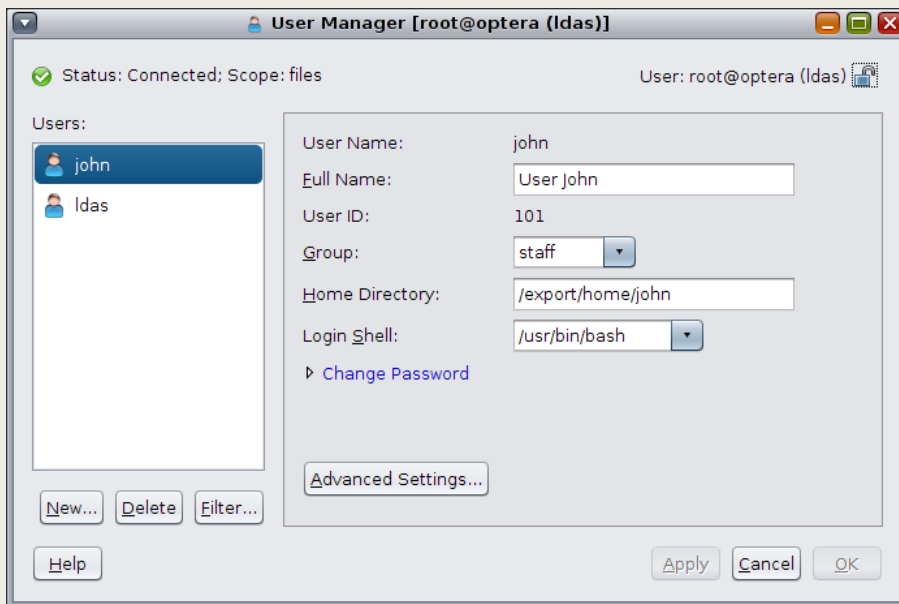 User Manager [root@optera (ldas)]
Status: Connected; Scope: files
User: root@optera (ldas)
Users:
john
ldas
User Name: john
Full Name: User John
User ID: 101
Group: staff
Home Directory: /export/home/john
Login Shell: /usr/bin/bash
Change Password
Advanced Settings...
New... Delete Filter...
Help
Apply Cancel OK